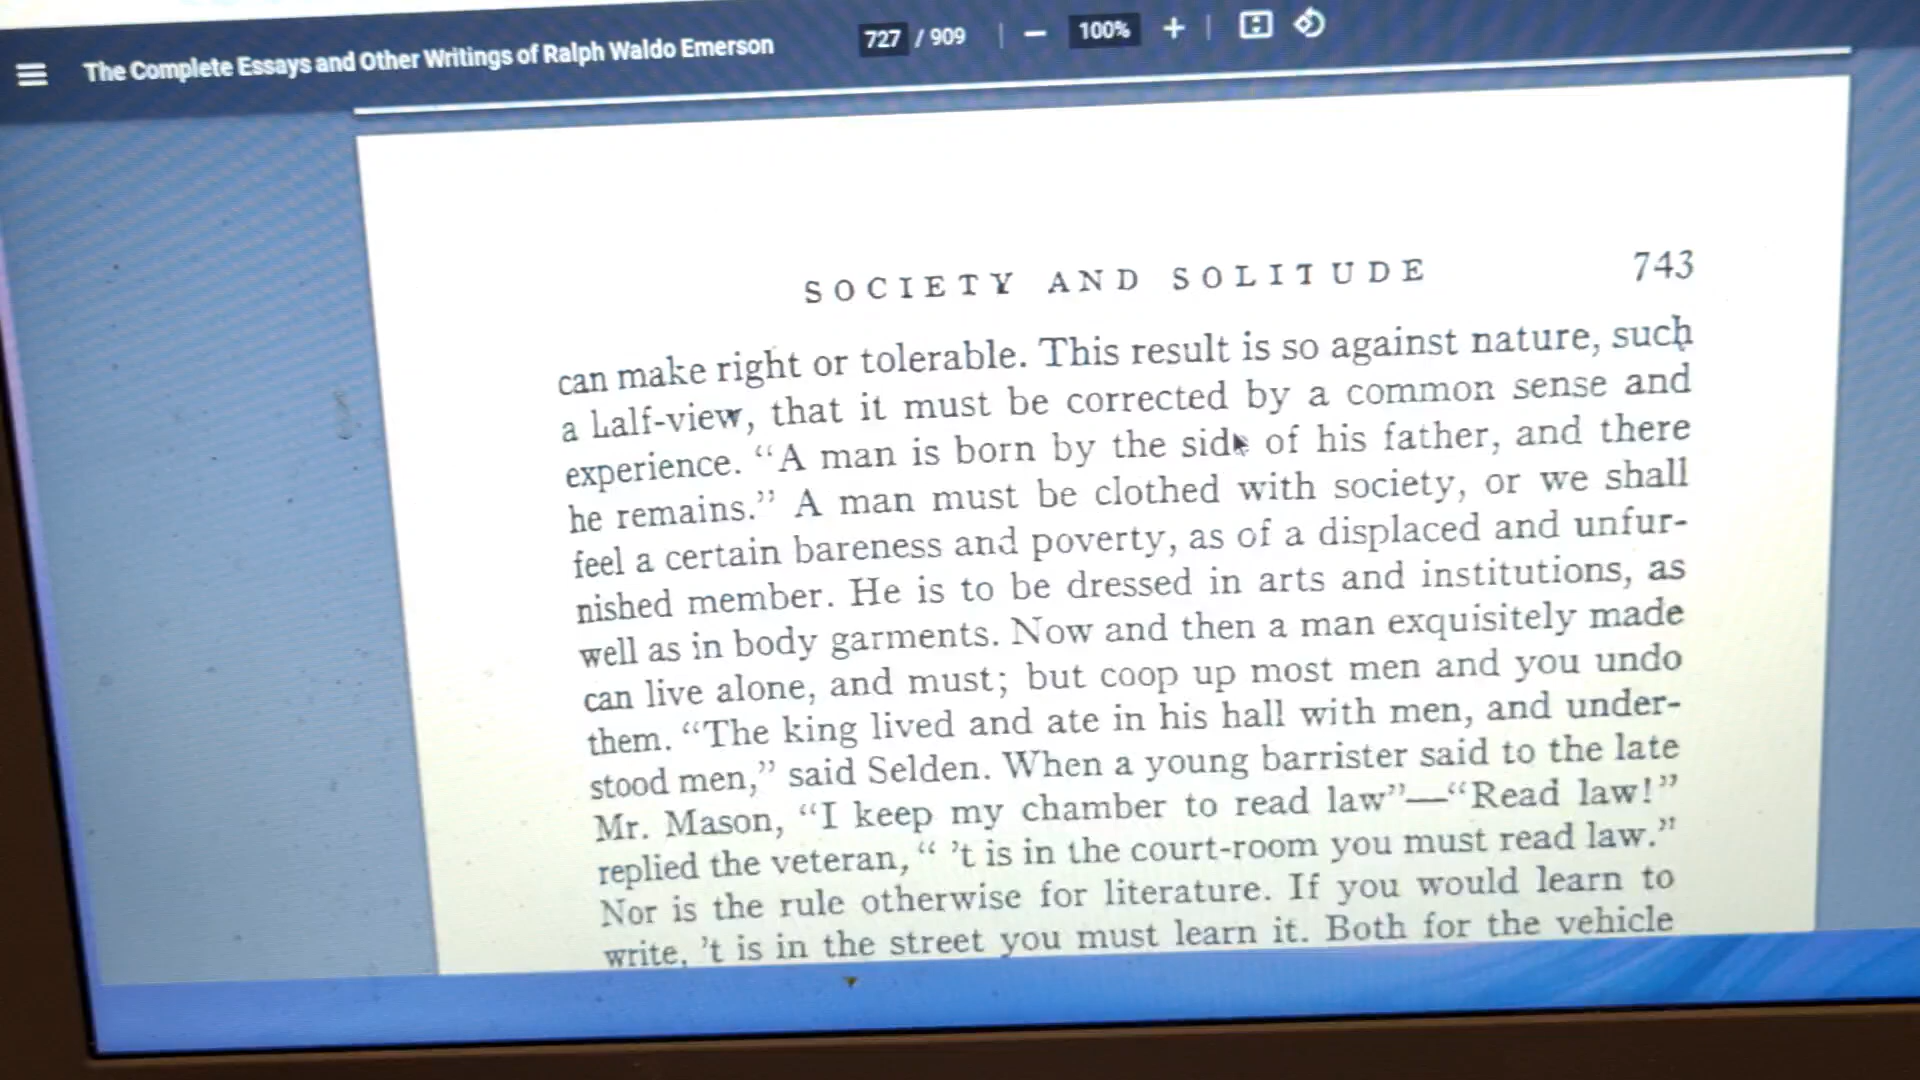 The Complete Essays and Other Writings of Ralph Waldo Emerson 727 / 909 | — 100% + |
SOCIETY AND SOLITUDE 743
can make right or tolerable. This result is so against nature, such
a Lalf-view, that it must be corrected by a common sense and
experience. “A man is born by the side of his father, and there
he remains.” A man must be clothed with society, or we shall
feel a certain bareness and poverty, as of a displaced and unfur-
nished member. He is to be dressed in arts and institutions, as
well as in body garments. Now and then a man exquisitely made
can live alone, and must; but coop up most men and you undo
them. “The king lived and ate in his hall with men, and under-
stood men,” said Selden. When a young barrister said to the late
Mr. Mason, “I keep my chamber to read law”—“Read law!”
replied the veteran, “ ’t is in the court-room you must read law.”
Nor is the rule otherwise for literature. If you would learn to
write, ’t is in the street you must learn it. Both for the vehicle